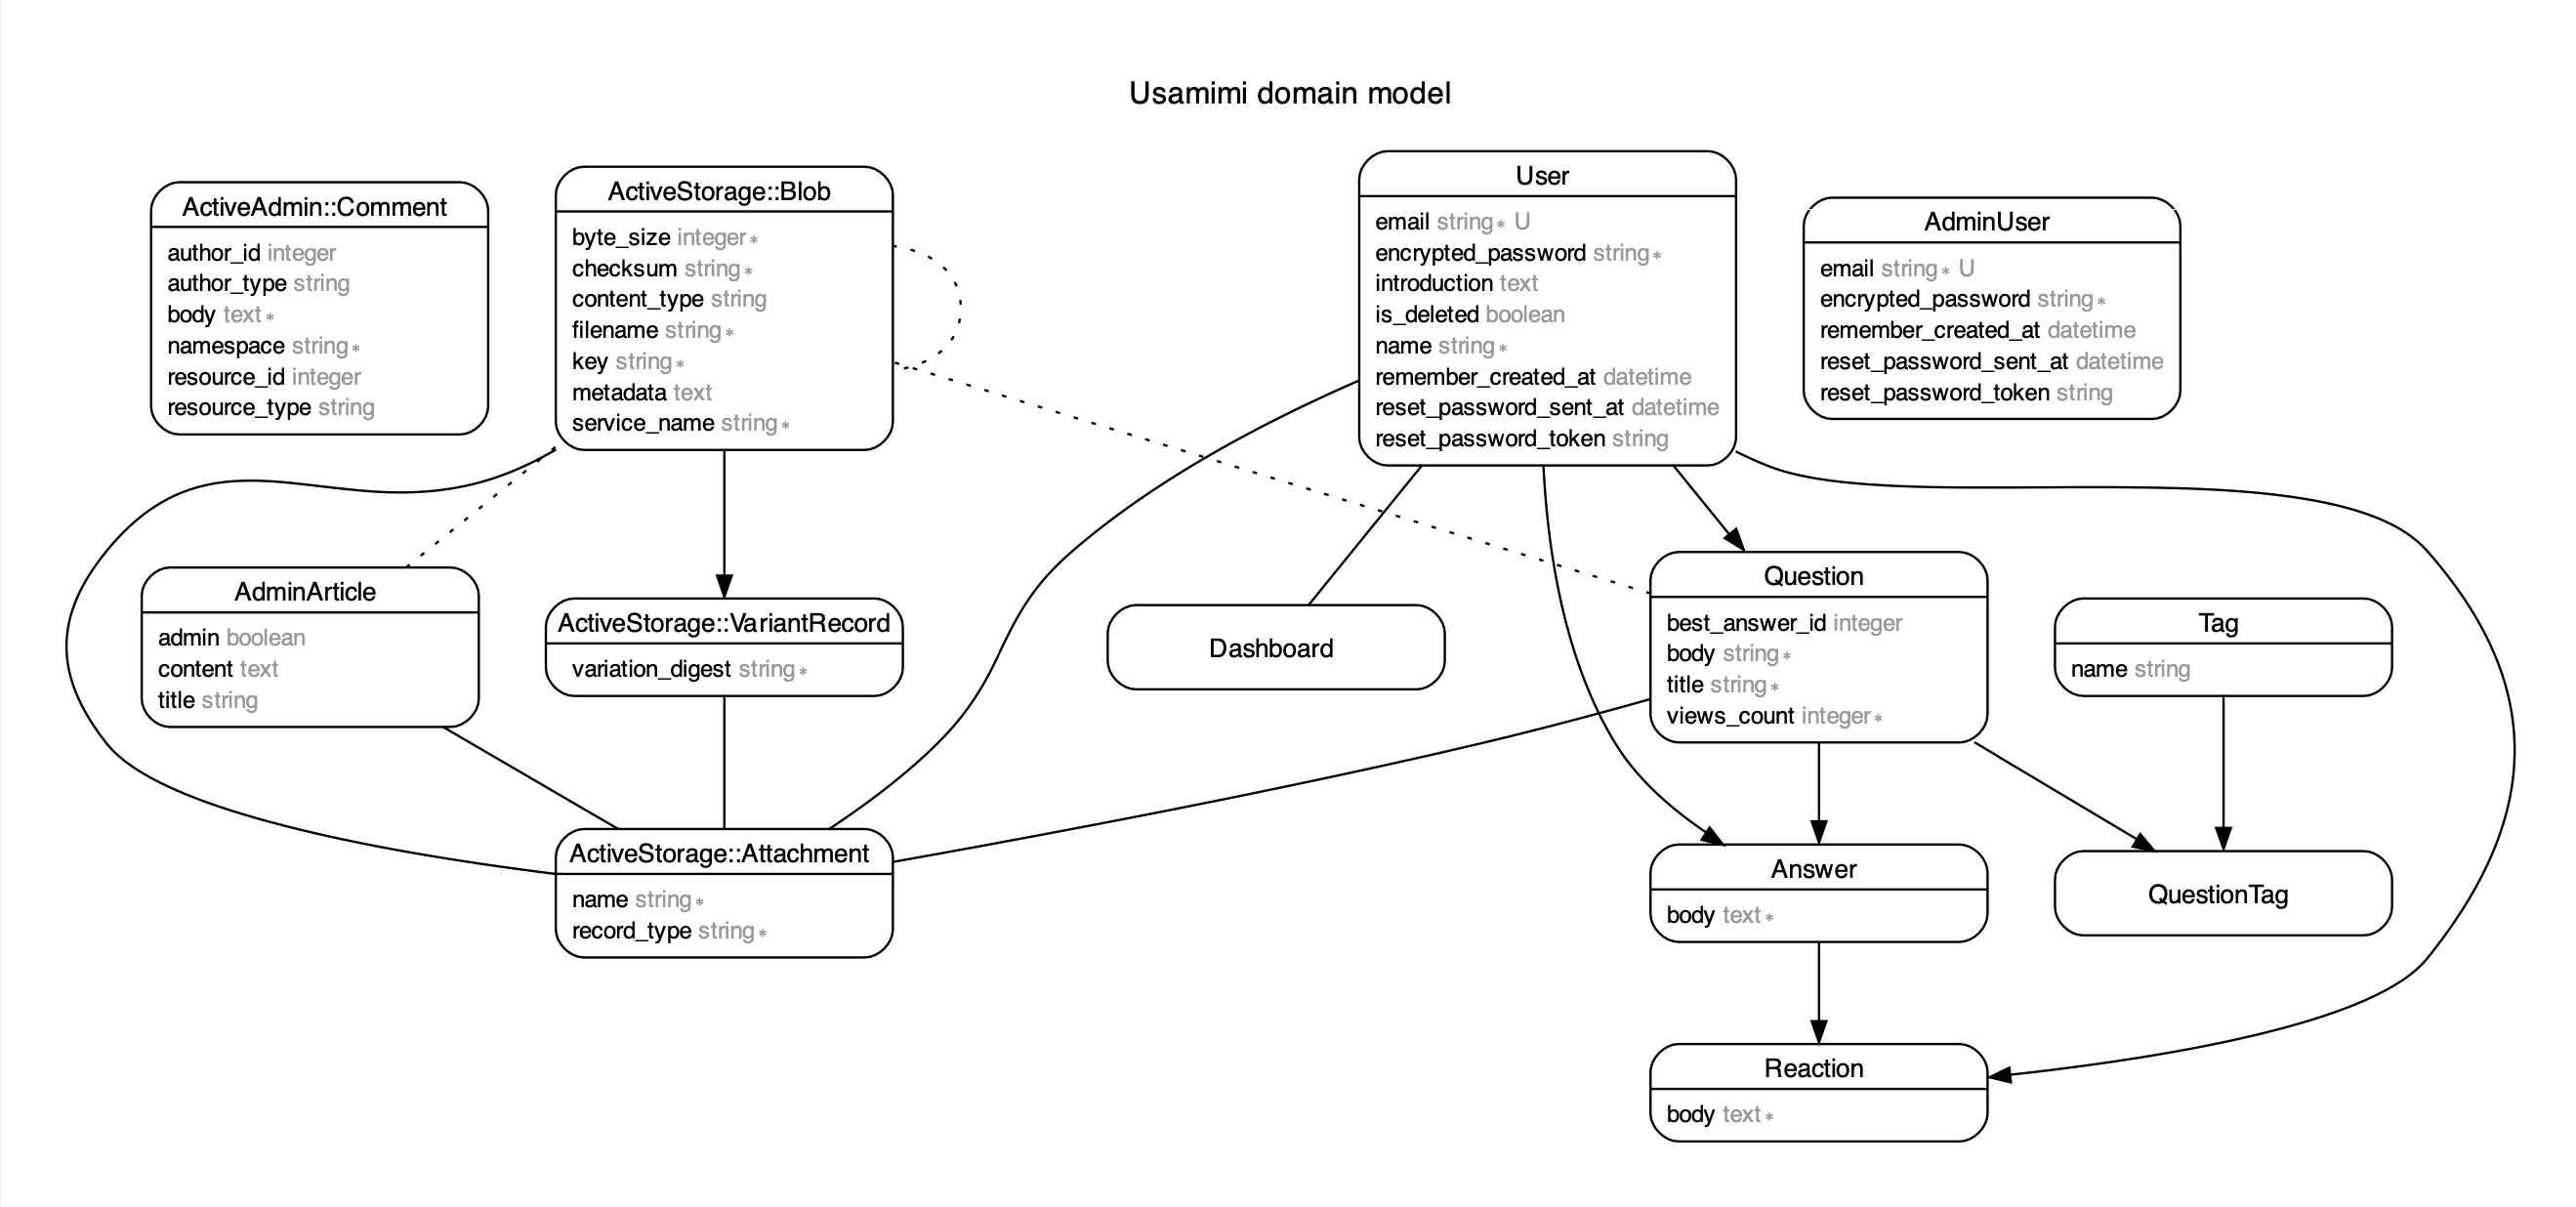 Usamimi domain model
ActiveAdmin::Comment
author_id integer
author_type string
body text *
namespace string *
resource_id integer
resource_type string
ActiveStorage::Blob
byte_size integer *
checksum string *
content_type string
filename string *
key string *
metadata text
service_name string *
User
email string * U
encrypted_password string *
introduction text
is_deleted boolean
name string *
remember_created_at datetime
reset_password_sent_at datetime
reset_password_token string
AdminUser
email string * U
encrypted_password string *
remember_created_at datetime
reset_password_sent_at datetime
reset_password_token string
AdminArticle
admin boolean
content text
title string
ActiveStorage::VariantRecord
variation_digest string *
Dashboard
Question
best_answer_id integer
body string *
title string *
views_count integer *
Tag
name string
ActiveStorage::Attachment
name string *
record_type string *
Answer
body text *
QuestionTag
Reaction
body text *